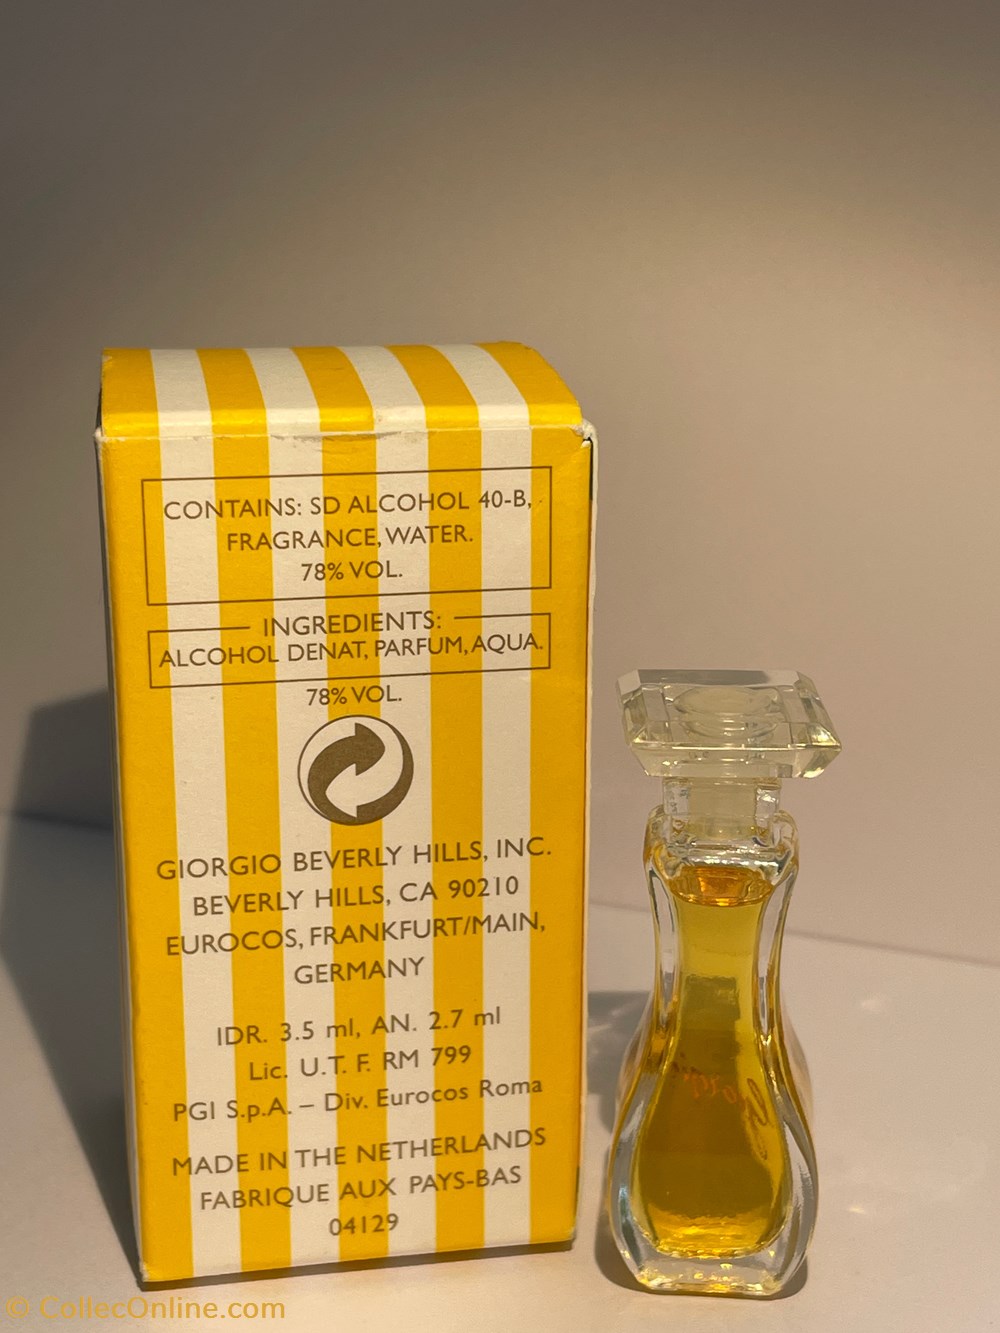 CONTAINS: SD ALCOHOL 40-B,
FRAGRANCE, WATER.
78% VOL.
INGREDIENTS:
ALCOHOL DENAT, PARFUM, AQUA.
78% VOL.
GIORGIO BEVERLY HILLS, INC.
BEVERLY HILLS, CA 90210
EUROCOS, FRANKFURT/MAIN,
GERMANY
IDR. 3.5 ml, AN. 2.7 ml
Lic. U.T. F. RM 799
PGI S.p.A. – Div. Eurocos Roma
MADE IN THE NETHERLANDS
FABRIQUE AUX PAYS-BAS
04129
Giorgio
© CollecOnline.com